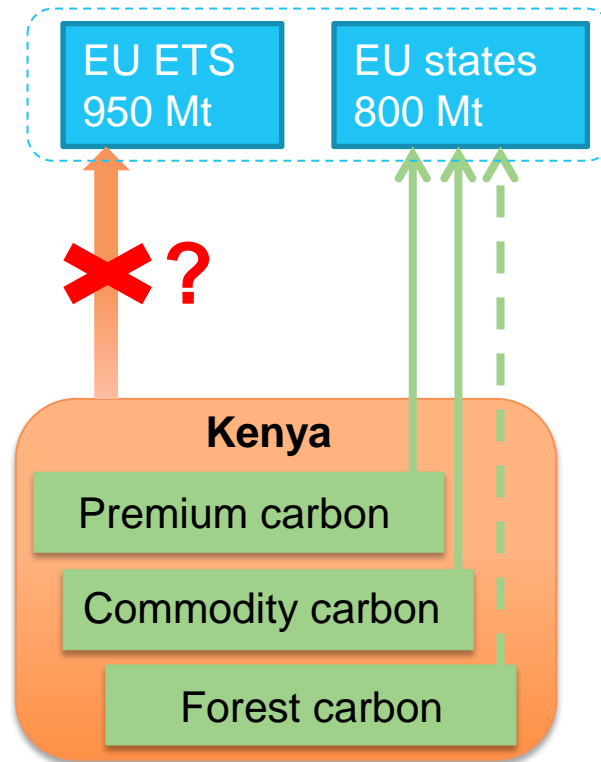 EU ETS
950 Mt
EU states
800 Mt
?
Kenya
Premium carbon
Commodity carbon
Forest carbon